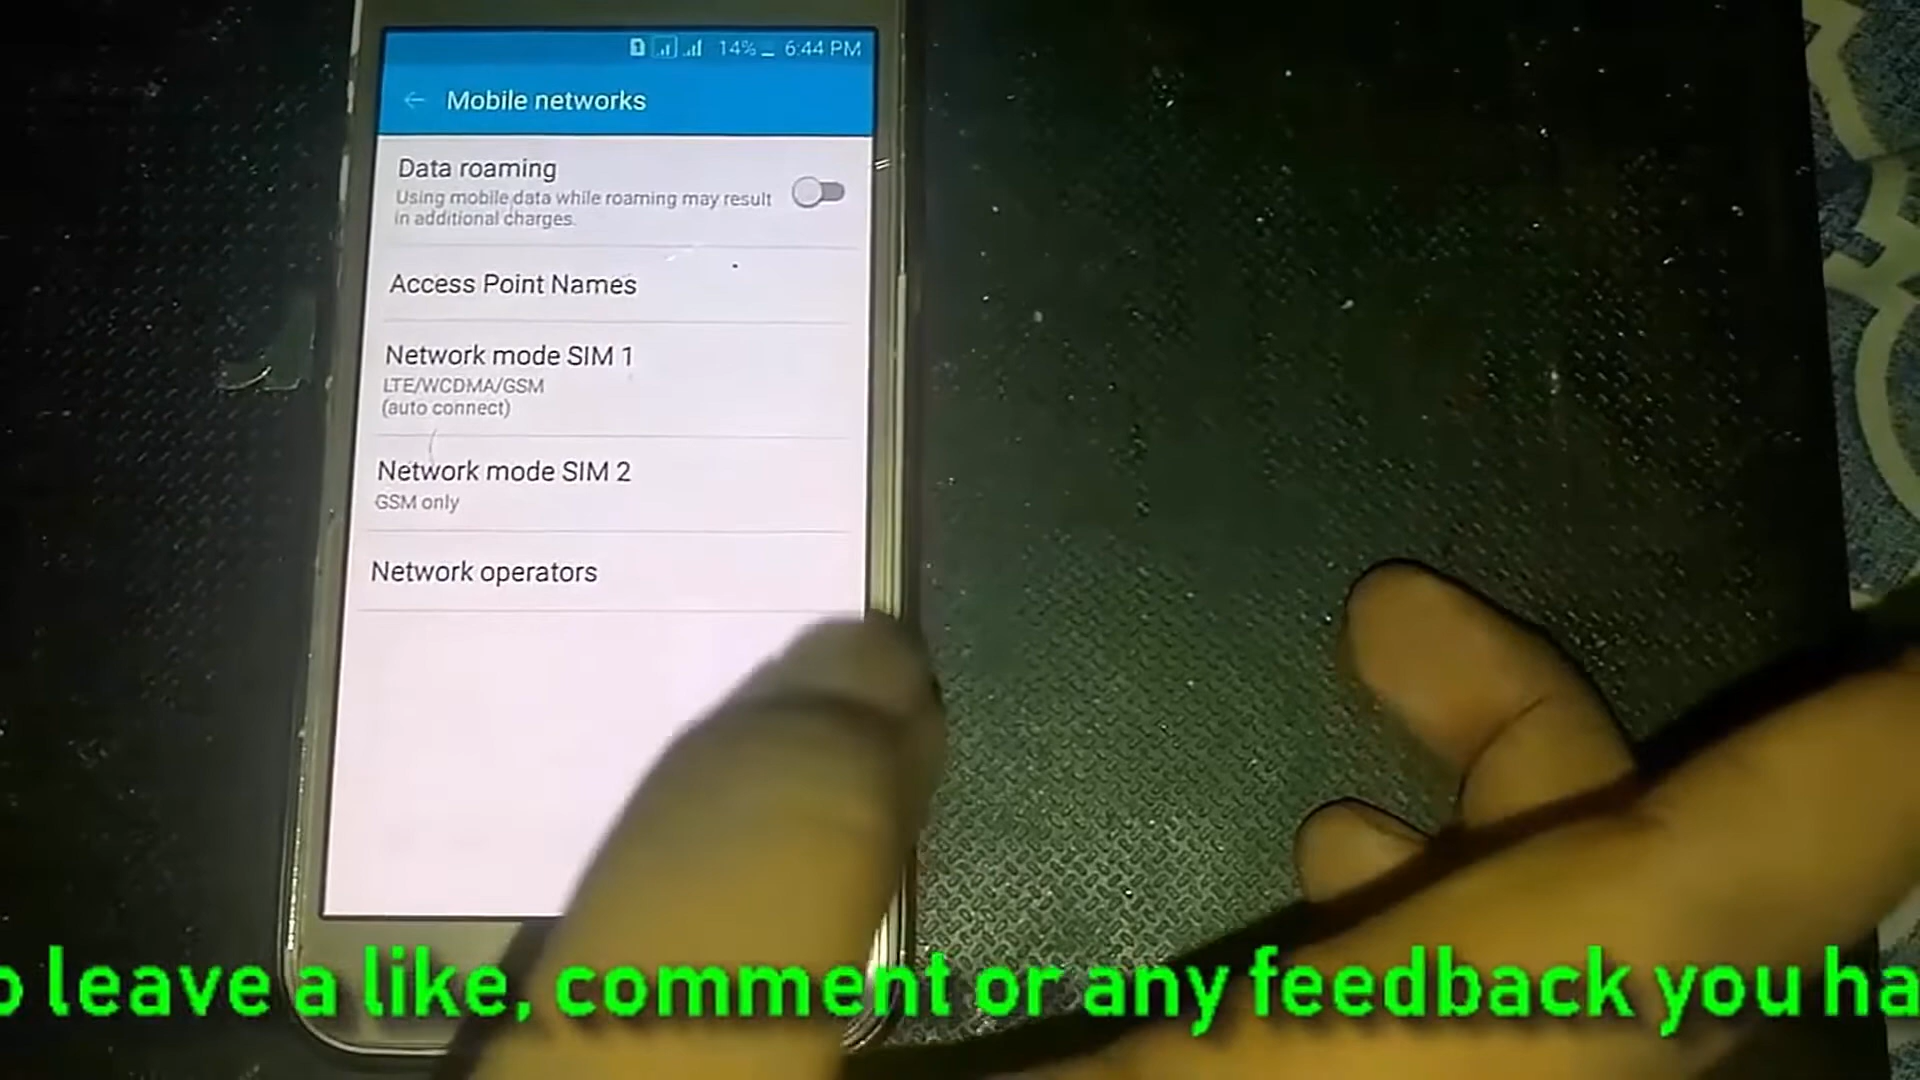 14% 6:44 PM
Mobile networks
Data roaming
Using mobile data while roaming may result
in additional charges.
Access Point Names
Network mode SIM 1
LTE/WCDMA/GSM
(auto connect)
Network mode SIM 2
GSM only
Network operators
o leave a like, comment or any feedback you ha